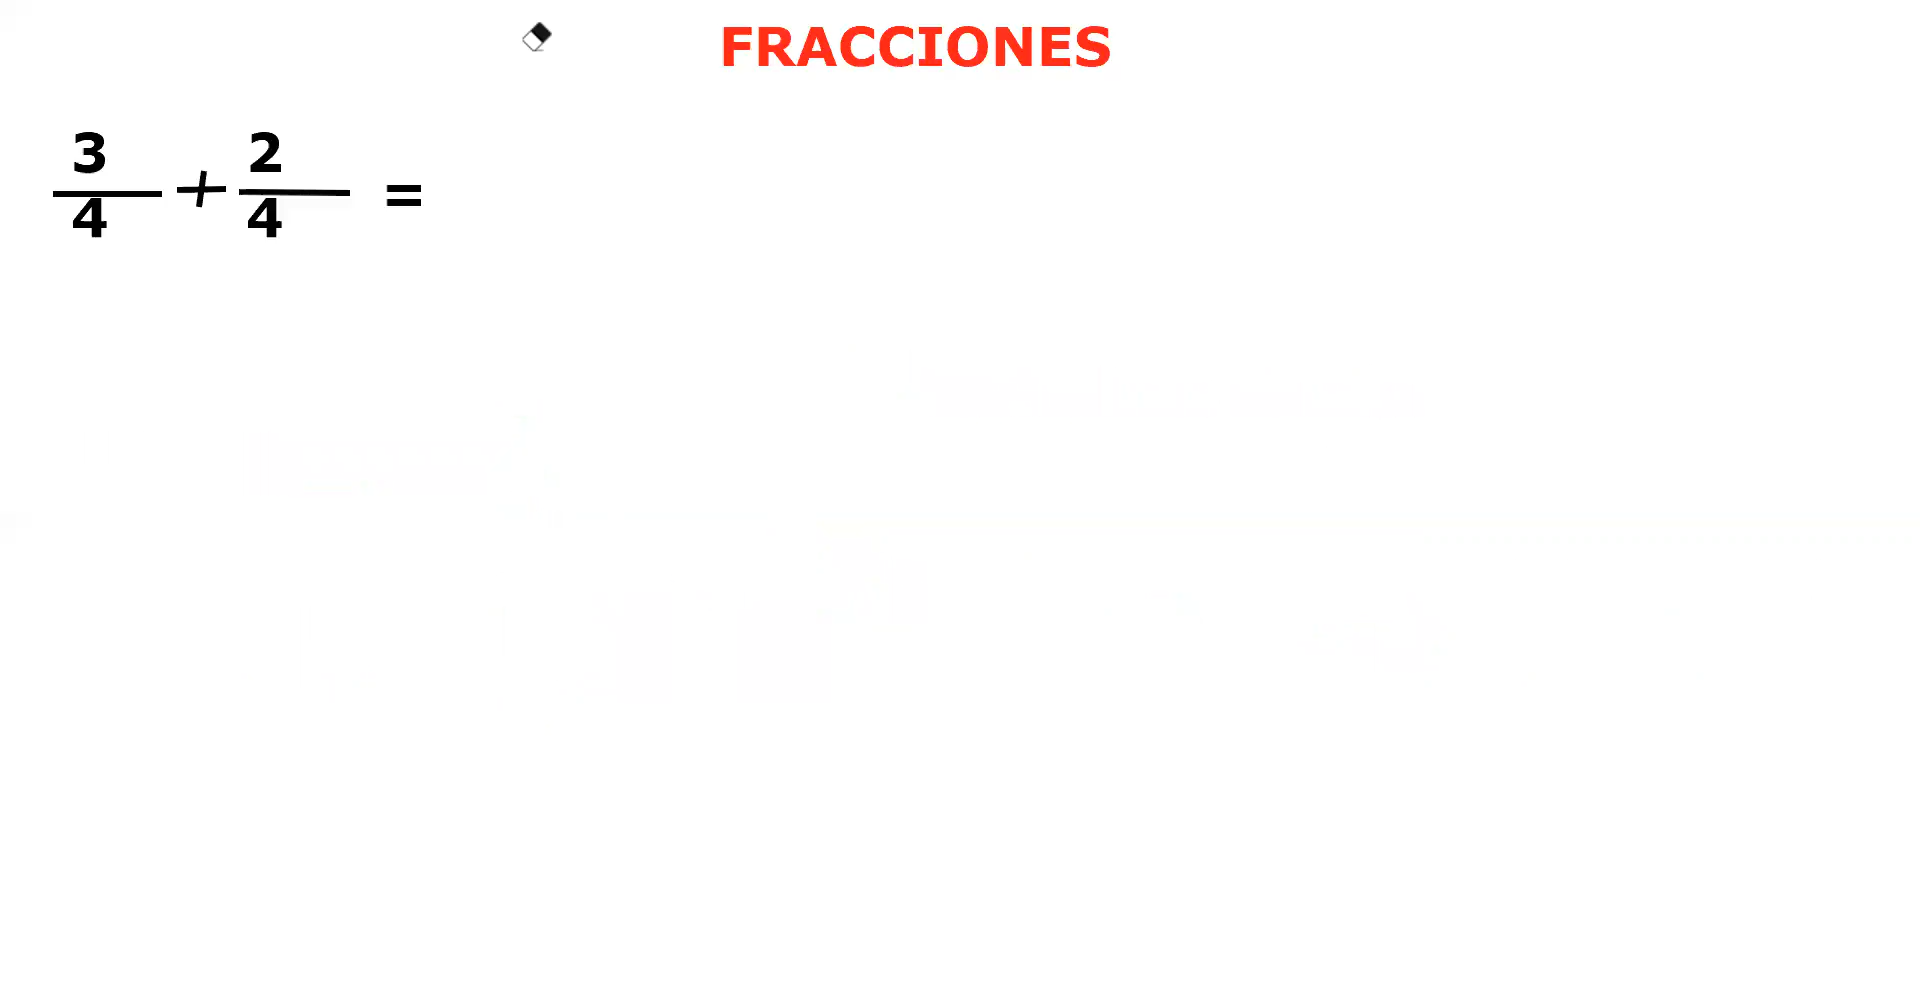 FRACCIONES
3/4 + 2/4 =